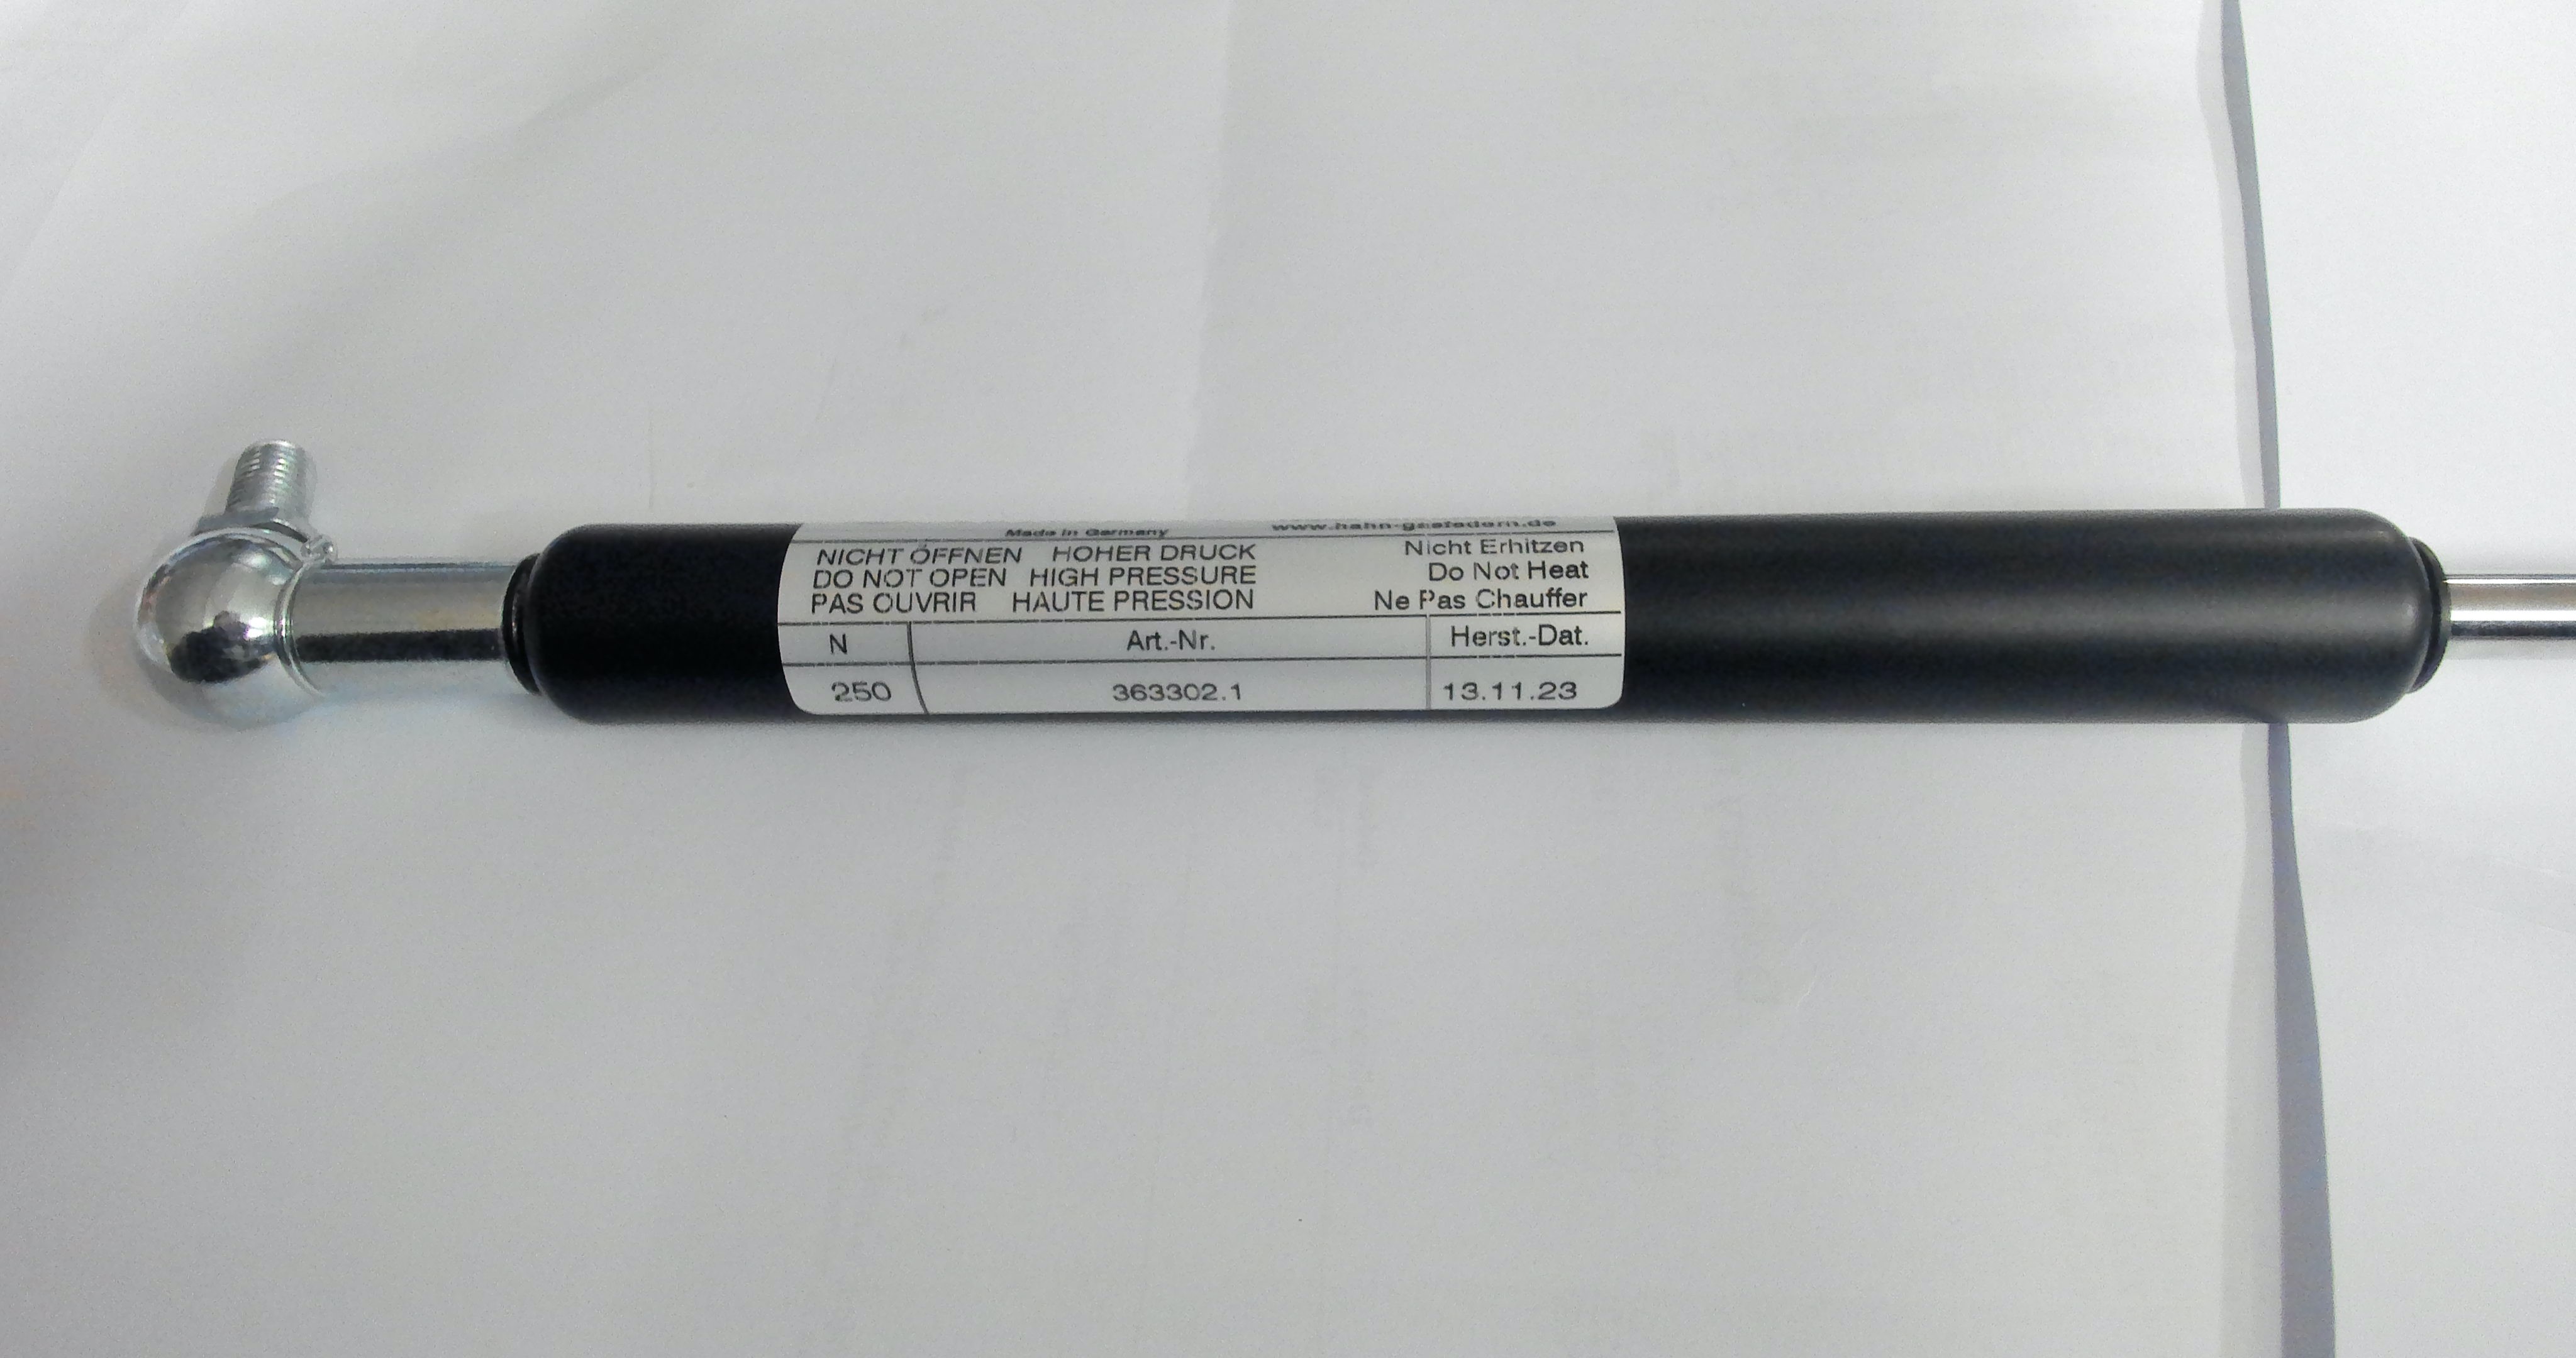 Made in Germany www.hahn-gasfedern.de
NICHT ÖFFNEN HOHER DRUCK Nicht Erhitzen
DO NOT OPEN HIGH PRESSURE Do Not Heat
PAS OUVRIR HAUTE PRESSION Ne Pas Chauffer
N Art.-Nr. Herst.-Dat.
250 363302.1 13.11.23